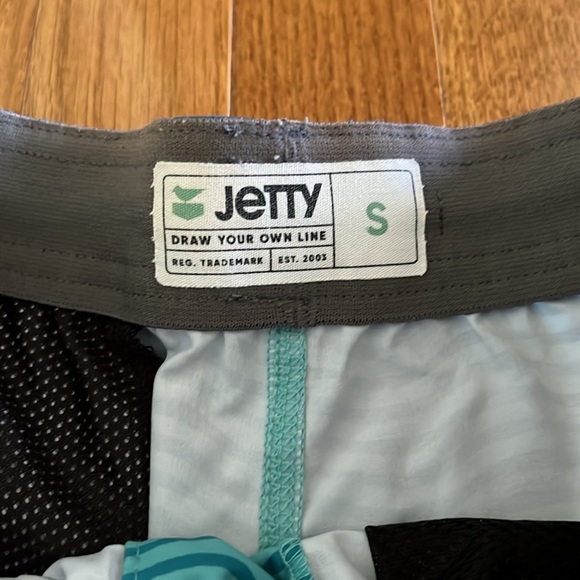 Jetty
S
DRAW YOUR OWN LINE
REG. TRADEMARK EST. 2003